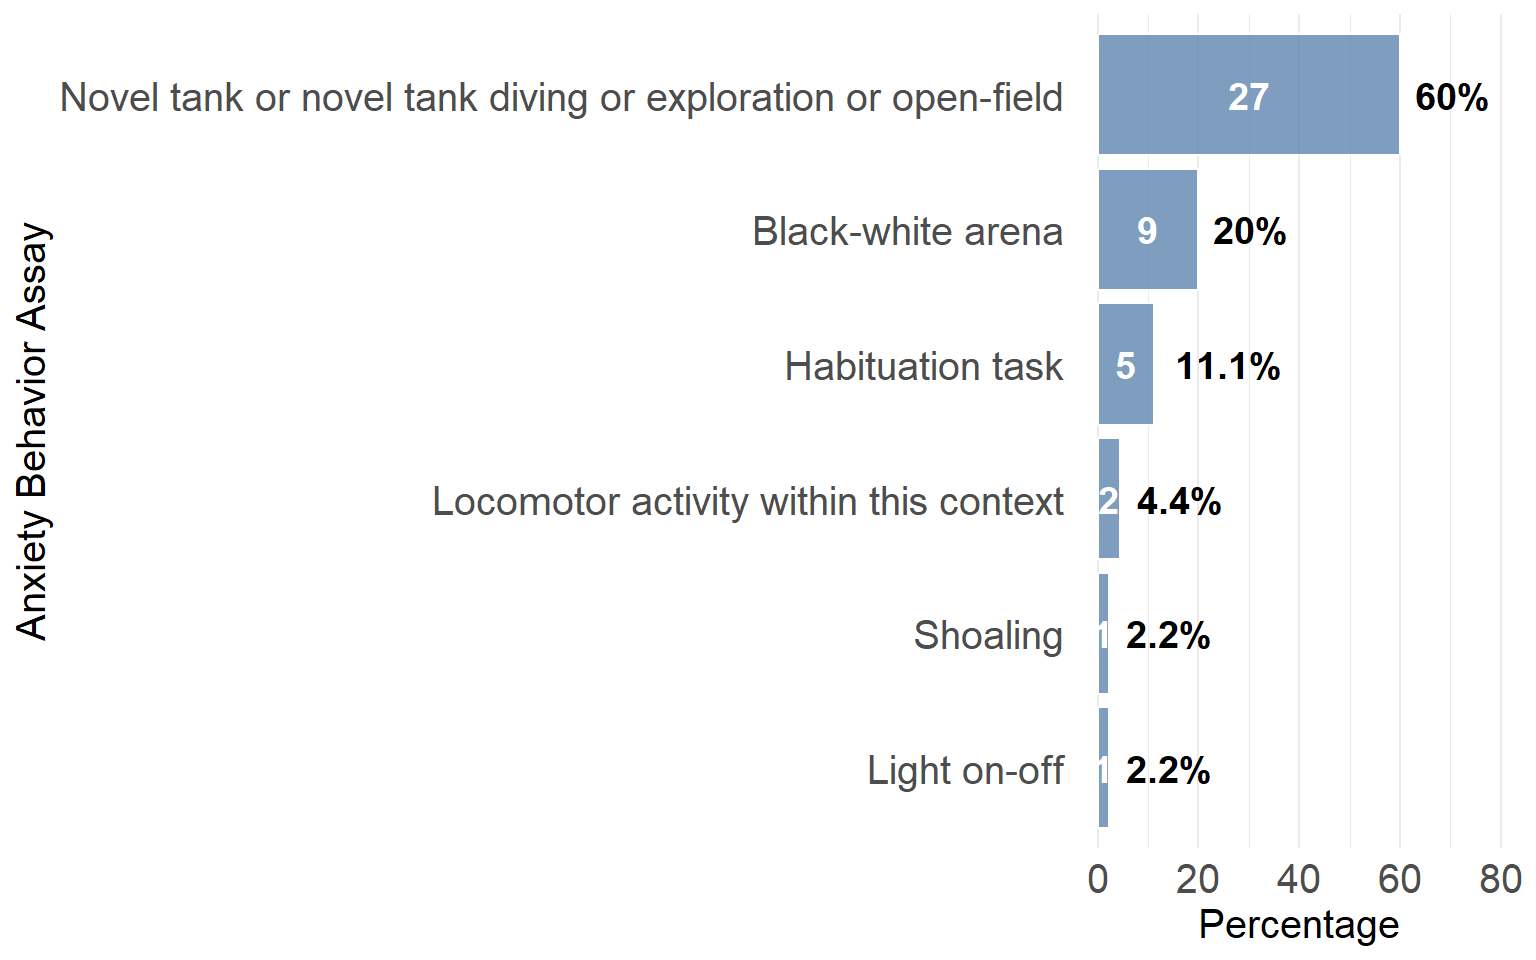 Anxiety Behavior Assay
Novel tank or novel tank diving or exploration or open-field
27
60%
Black-white arena
9
20%
Habituation task
5
11.1%
Locomotor activity within this context
2
4.4%
Shoaling
1
2.2%
Light on-off
1
2.2%
0 20 40 60 80
Percentage